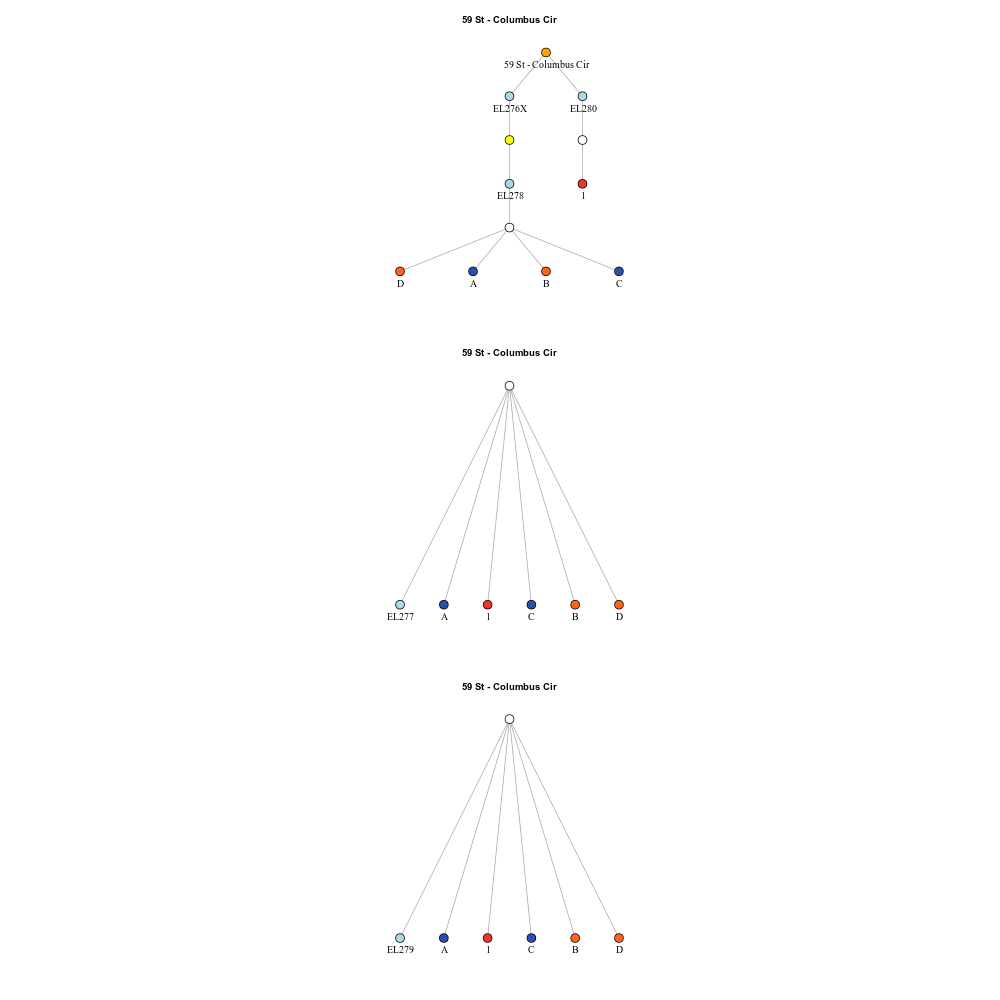 59 St - Columbus Cir
59 St - Columbus Cir
EL276X EL280
EL278 1
D A B C
59 St - Columbus Cir
EL277 A 1 C B D
59 St - Columbus Cir
EL279 A 1 C B D